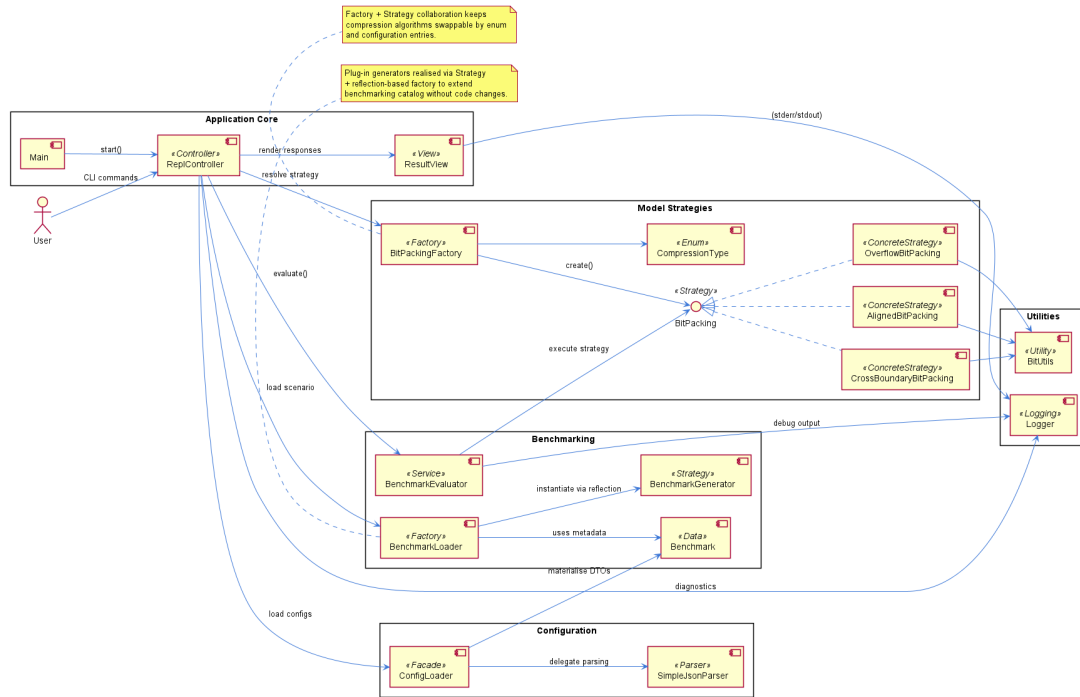 Factory + Strategy collaboration keeps
compression algorithms swappable by enum
and configuration entries.
Plug-in generators realised via Strategy
+ reflection-based factory to extend
benchmarking catalog without code changes.
Application Core
(stderr/stdout)
Main
start()
«Controller»
ReplController
render responses
«View»
ResultView
resolve strategy
CLI commands
User
Model Strategies
«Factory»
BitPackingFactory
«Enum»
CompressionType
«ConcreteStrategy»
OverflowBitPacking
create()
evaluate()
«Strategy»
BitPacking
«ConcreteStrategy»
AlignedBitPacking
«ConcreteStrategy»
CrossBoundaryBitPacking
execute strategy
Utilities
«Utility»
BitUtils
«Logging»
Logger
load scenario
debug output
Benchmarking
«Service»
BenchmarkEvaluator
«Strategy»
BenchmarkGenerator
instantiate via reflection
«Factory»
BenchmarkLoader
uses metadata
«Data»
Benchmark
materialise DTOs
diagnostics
load configs
Configuration
«Facade»
ConfigLoader
delegate parsing
«Parser»
SimpleJsonParser